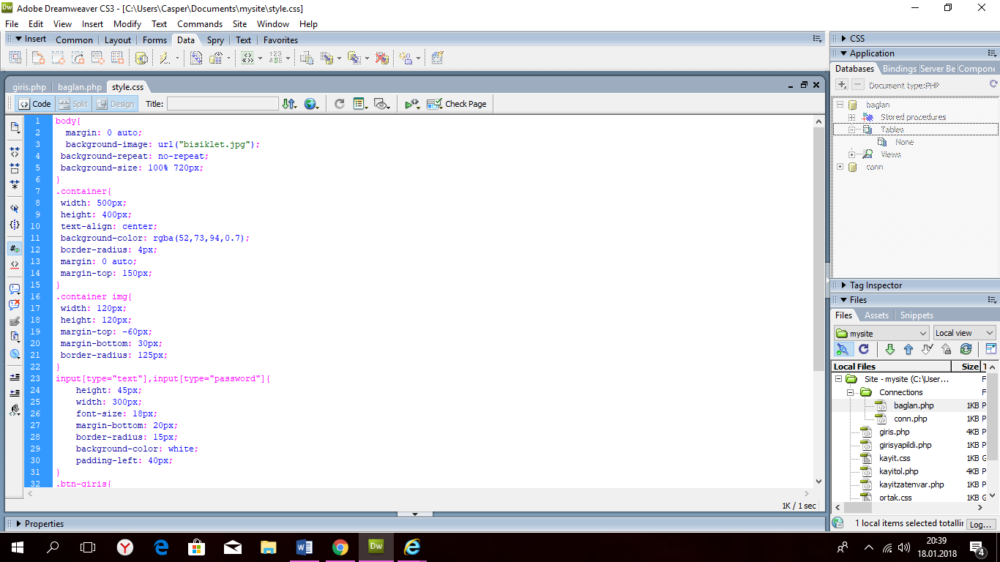 Adobe Dreamweaver CS3 - [C:\Users\Casper\Documents\mysite\style.css]
File Edit View Insert Modify Text Commands Site Window Help
Insert Common Layout Forms Data Spry Text Favorites
giris.php baglan.php style.css
Code Split Design Title: Check Page
1 body{
2 margin: 0 auto;
3 background-image: url("bisiklet.jpg");
4 background-repeat: no-repeat;
5 background-size: 100% 720px;
6 }
7 .container{
8 width: 500px;
9 height: 400px;
10 text-align: center;
11 background-color: rgba(52,73,94,0.7);
12 border-radius: 4px;
13 margin: 0 auto;
14 margin-top: 150px;
15 }
16 .container img{
17 width: 120px;
18 height: 120px;
19 margin-top: -60px;
20 margin-bottom: 30px;
21 border-radius: 125px;
22 }
23 input[type="text"],input[type="password"]{
24 height: 45px;
25 width: 300px;
26 font-size: 18px;
27 margin-bottom: 20px;
28 border-radius: 15px;
29 background-color: white;
30 padding-left: 40px;
31 }
32 .btn-giris{
1K / 1 sec
Properties
CSS
Application
Databases Bindings Server Be Compone
Document type:PHP
baglan
Stored procedures
Tables
None
Views
conn
Tag Inspector
Files
Files Assets Snippets
mysite Local view
Local Files Size T
Site - mysite (C:\User... F
Connections F
baglan.php 1KB P
conn.php 1KB P
giris.php 4KB P
girisyapildi.php 1KB P
kayit.css 1KB C
kayitol.php 4KB P
kayitzatenvar.php 1KB P
ortak.css 1KB C
1 local items selected totallin Log...
20:39
18.01.2018
4